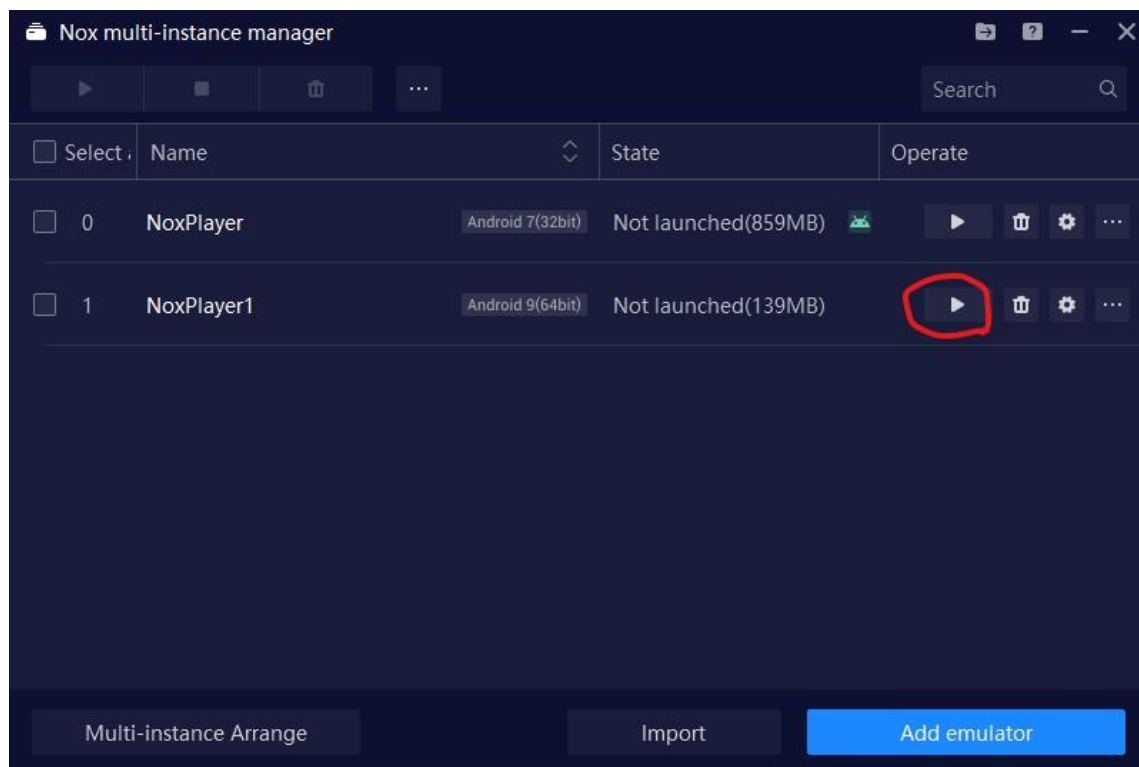 Nox multi-instance manager
Search
Select Name State Operate
0 NoxPlayer Android 7(32bit) Not launched(859MB)
1 NoxPlayer1 Android 9(64bit) Not launched(139MB)
Multi-instance Arrange Import Add emulator